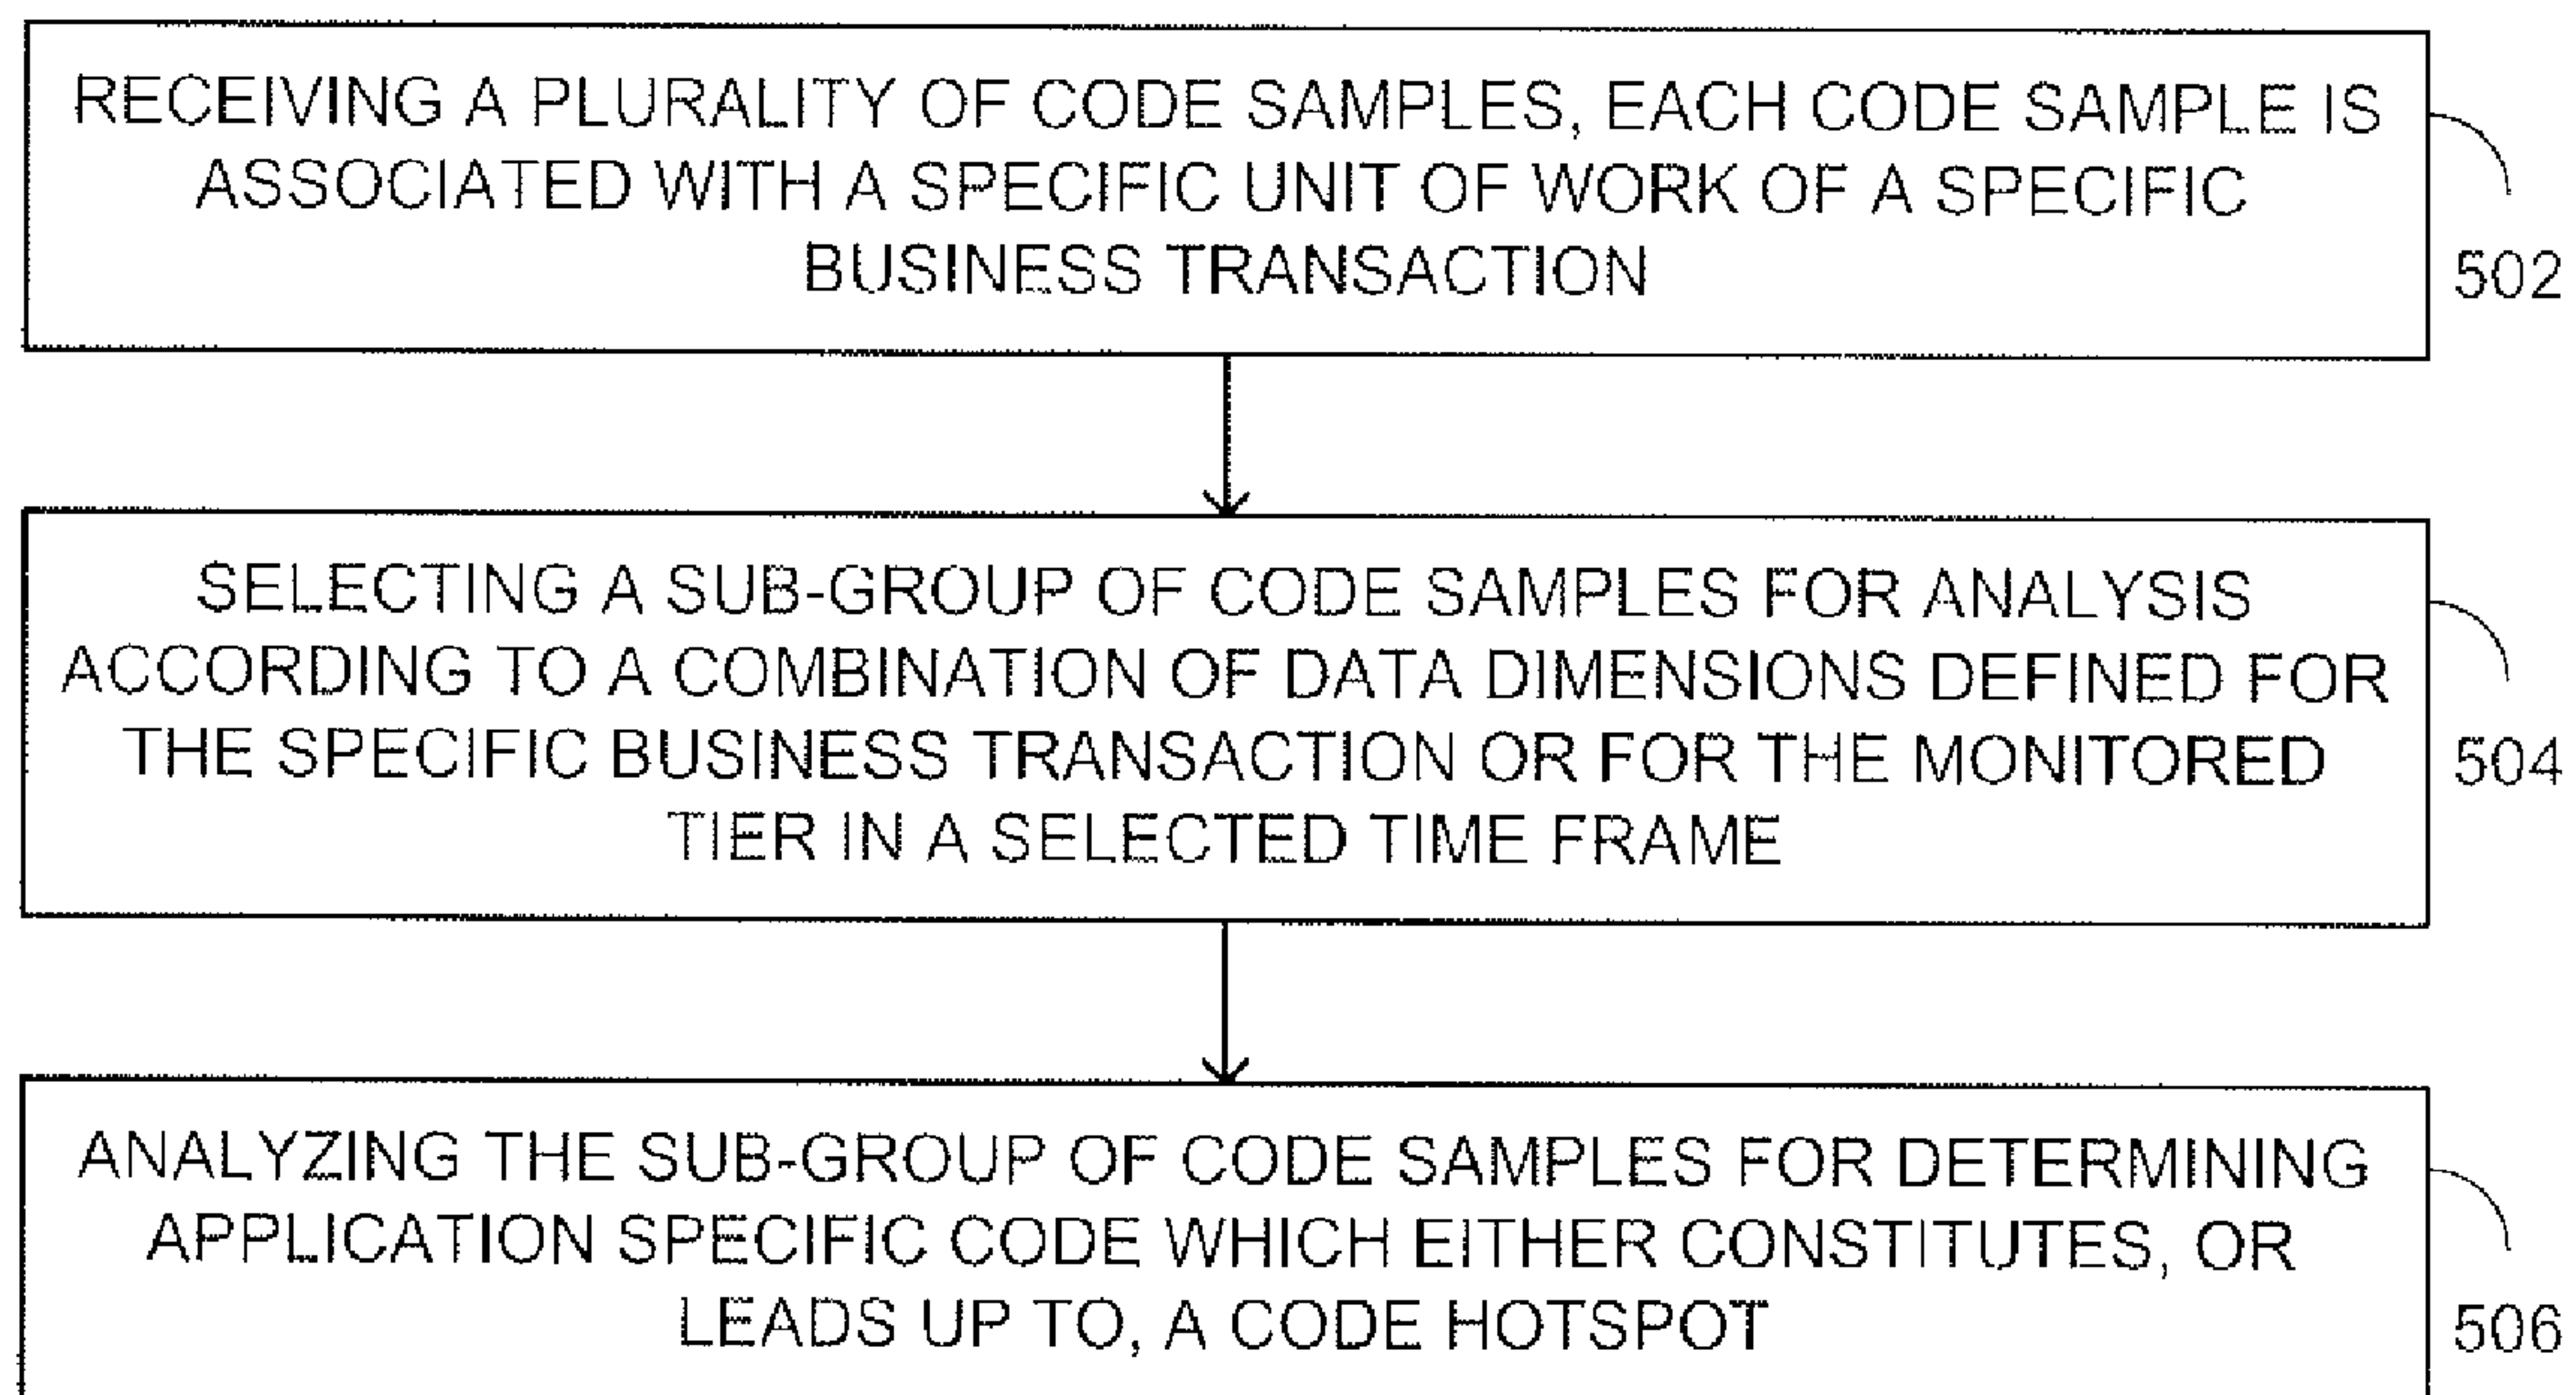 RECEIVING A PLURALITY OF CODE SAMPLES, EACH CODE SAMPLE IS
ASSOCIATED WITH A SPECIFIC UNIT OF WORK OF A SPECIFIC
BUSINESS TRANSACTION
502
SELECTING A SUB-GROUP OF CODE SAMPLES FOR ANALYSIS
ACCORDING TO A COMBINATION OF DATA DIMENSIONS DEFINED FOR
THE SPECIFIC BUSINESS TRANSACTION OR FOR THE MONITORED
TIER IN A SELECTED TIME FRAME
504
ANALYZING THE SUB-GROUP OF CODE SAMPLES FOR DETERMINING
APPLICATION SPECIFIC CODE WHICH EITHER CONSTITUTES, OR
LEADS UP TO, A CODE HOTSPOT
506